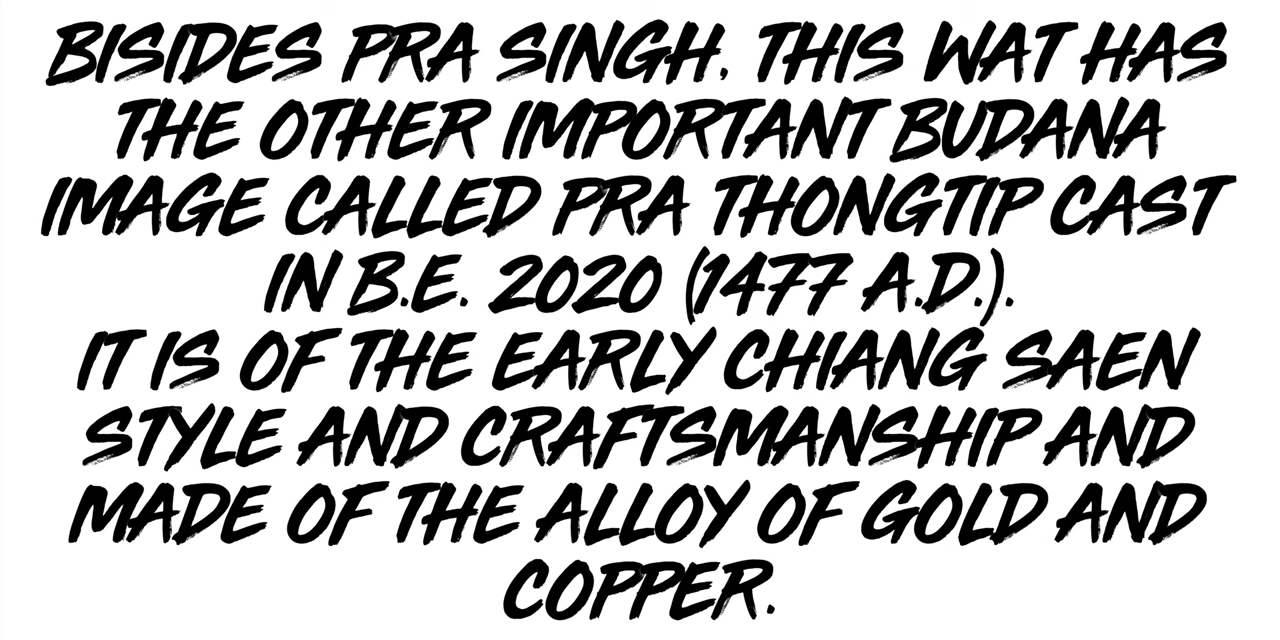 BISIDES PRA SINGH. THIS WAT HAS
THE OTHER IMPORTANT BUDANA
IMAGE CALLED PRA THONGTIP CAST
IN B.E. 2020 (1477 A.D.).
IT IS OF THE EARLY CHIANG SAEN
STYLE AND CRAFTSMANSHIP AND
MADE OF THE ALLOY OF GOLD AND
COPPER.